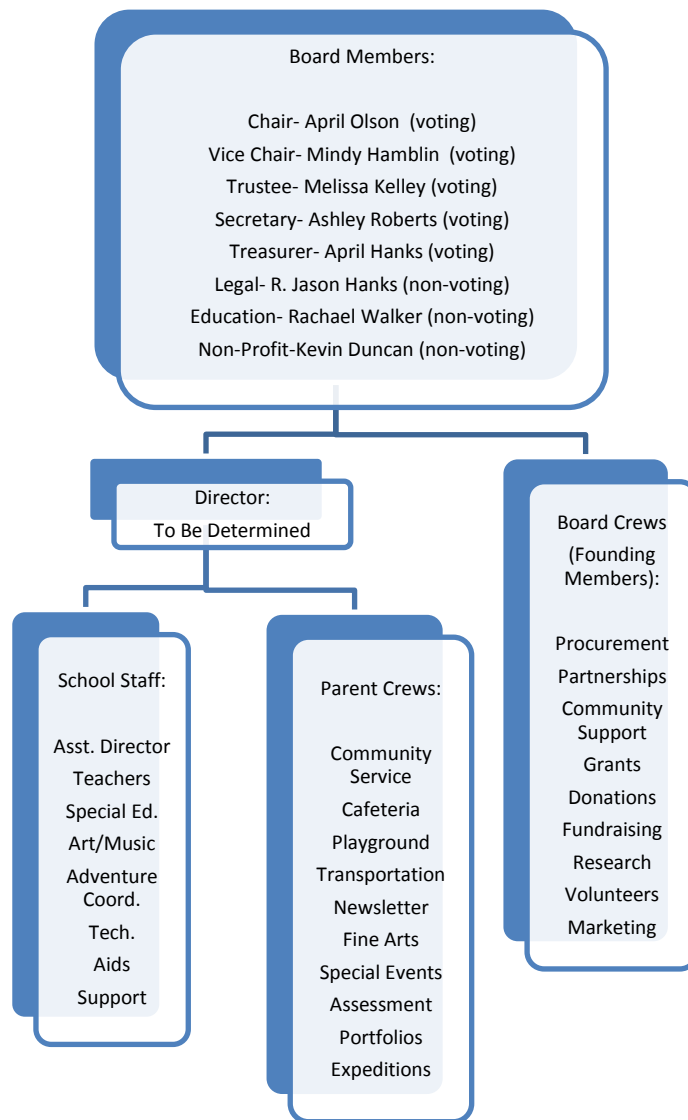 Board Members:
Chair- April Olson  (voting)
Vice Chair- Mindy Hamblin  (voting)
Trustee- Melissa Kelley (voting)
Secretary- Ashley Roberts (voting)
Treasurer- April Hanks (voting)
Legal- R. Jason Hanks (non-voting)
Education- Rachael Walker (non-voting)
Non-Profit-Kevin Duncan (non-voting)
Director:
To Be Determined
School Staff:
Asst. Director
Teachers
Special Ed.
Art/Music
Adventure
Coord.
Tech.
Aids
Support
Parent Crews:
Community
Service
Cafeteria
Playground
Transportation
Newsletter
Fine Arts
Special Events
Assessment
Portfolios
Expeditions
Board Crews
(Founding
Members):
Procurement
Partnerships
Community
Support
Grants
Donations
Fundraising
Research
Volunteers
Marketing